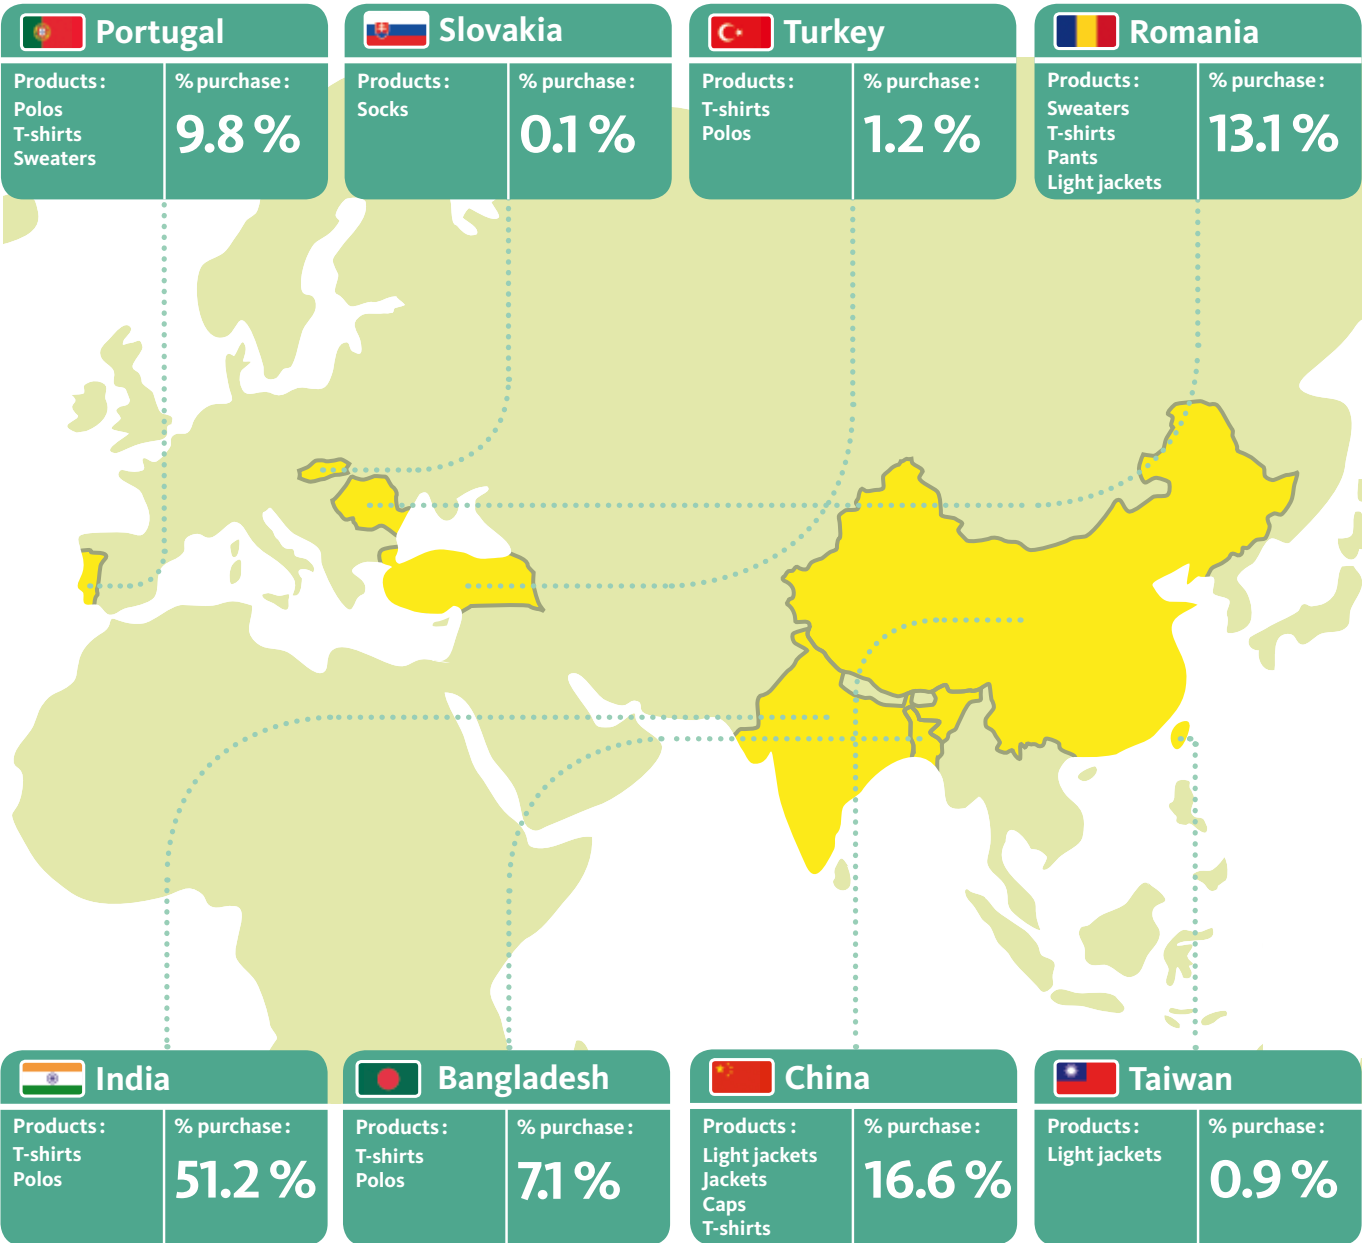 Portugal
Products:
Polos
T-shirts
Sweaters
% purchase:
9.8 %
Slovakia
Products:
Socks
% purchase:
0.1 %
Turkey
Products:
T-shirts
Polos
% purchase:
1.2 %
Romania
Products:
Sweaters
T-shirts
Pants
Light jackets
% purchase:
13.1 %
India
Products:
T-shirts
Polos
% purchase:
51.2 %
Bangladesh
Products:
T-shirts
Polos
% purchase:
7.1 %
China
Products:
Light jackets
Jackets
Caps
T-shirts
% purchase:
16.6 %
Taiwan
Products:
Light jackets
% purchase:
0.9 %